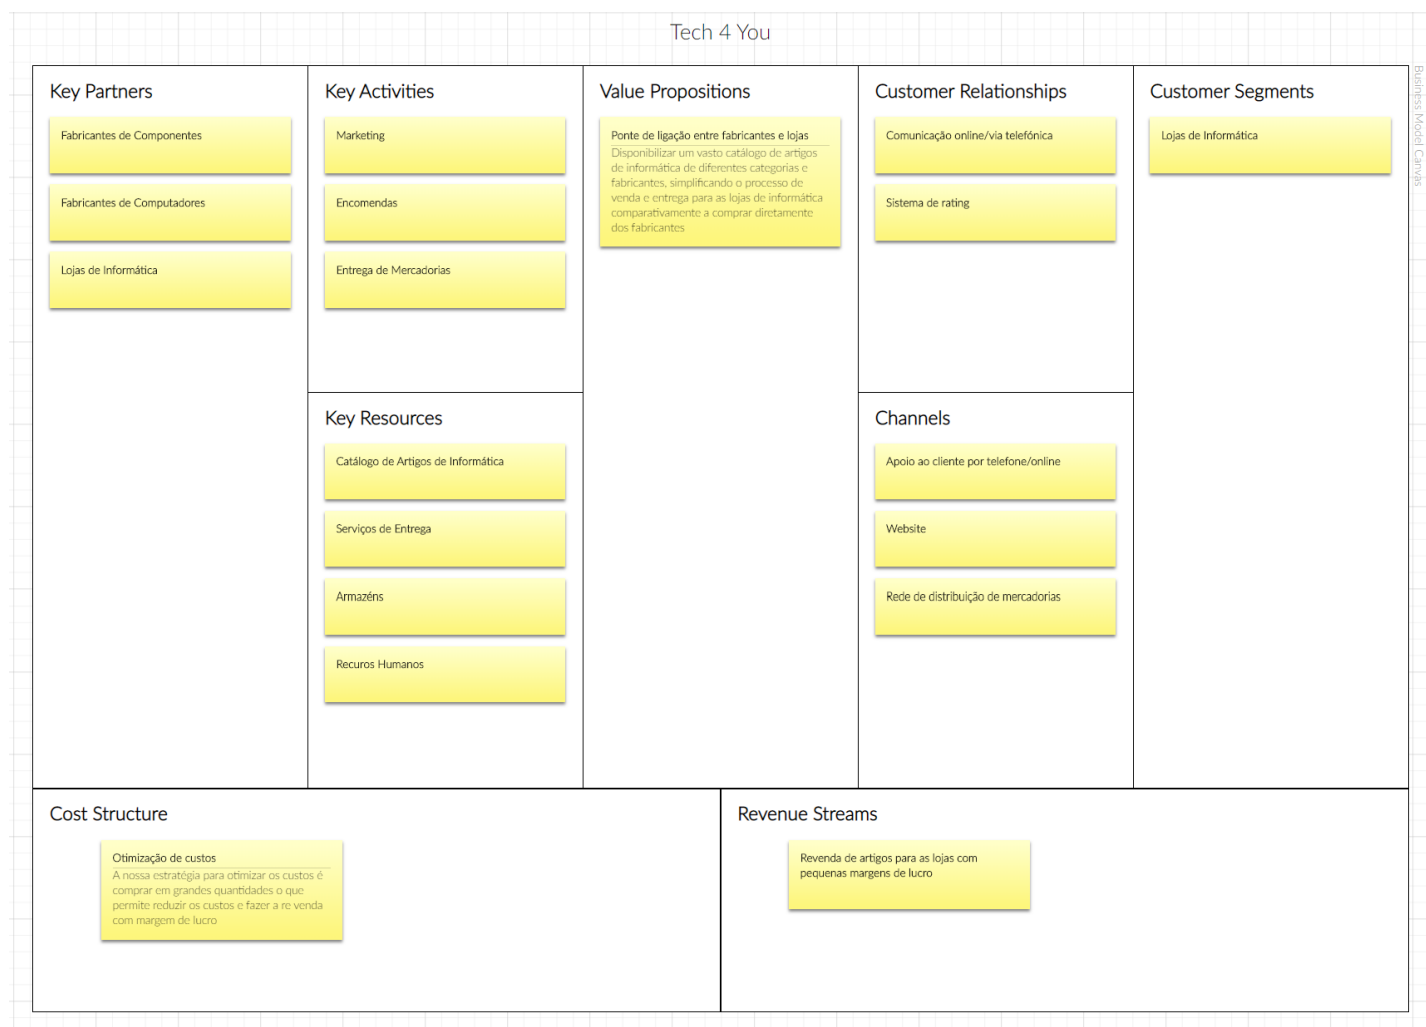 Tech 4 You
Business Model Canvas
Key Partners
Fabricantes de Componentes
Fabricantes de Computadores
Lojas de Informática
Key Activities
Marketing
Encomendas
Entrega de Mercadorias
Key Resources
Catálogo de Artigos de Informática
Serviços de Entrega
Armazéns
Recuros Humanos
Value Propositions
Ponte de ligação entre fabricantes e lojas
Disponibilizar um vasto catálogo de artigos
de informática de diferentes categorias e
fabricantes, simplificando o processo de
venda e entrega para as lojas de informática
comparativamente a comprar diretamente
dos fabricantes
Customer Relationships
Comunicação online/via telefónica
Sistema de rating
Channels
Apoio ao cliente por telefone/online
Website
Rede de distribuição de mercadorias
Customer Segments
Lojas de Informática
Cost Structure
Otimização de custos
A nossa estratégia para otimizar os custos é
comprar em grandes quantidades o que
permite reduzir os custos e fazer a re venda
com margem de lucro
Revenue Streams
Revenda de artigos para as lojas com
pequenas margens de lucro